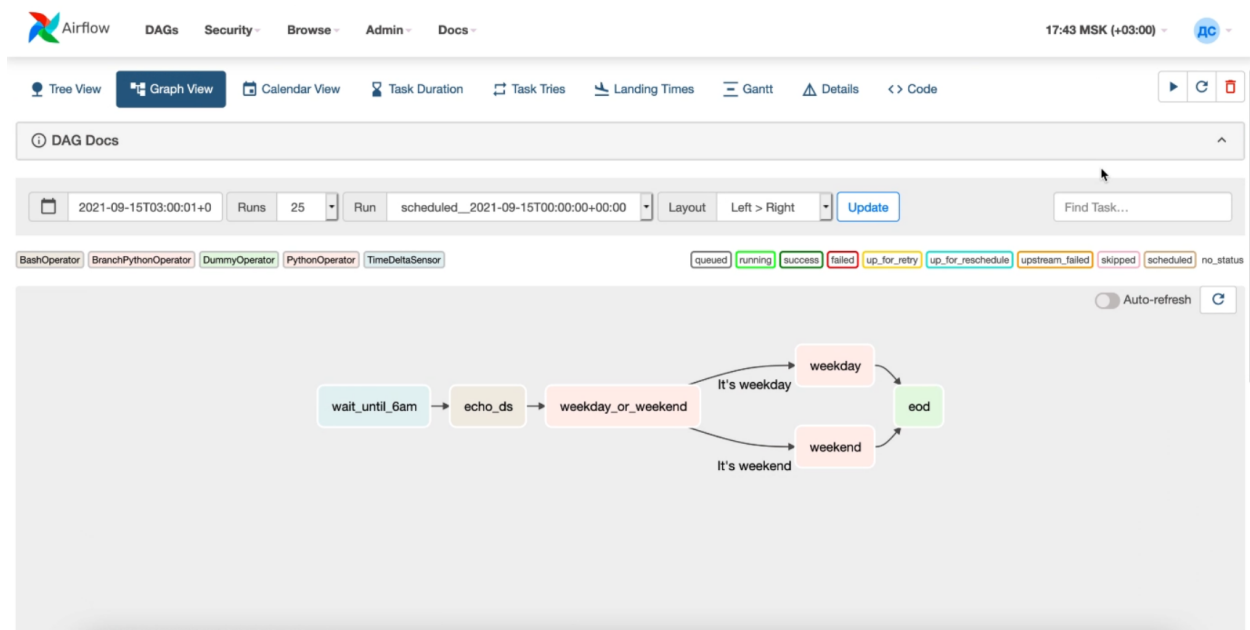 Airflow DAGs Security Browse Admin Docs 17:43 MSK (+03:00) ДС
Tree View Graph View Calendar View Task Duration Task Tries Landing Times Gantt Details <> Code
DAG Docs
2021-09-15T03:00:01+0 Runs 25 Run scheduled__2021-09-15T00:00:00+00:00 Layout Left > Right Update Find Task...
BashOperator BranchPythonOperator DummyOperator PythonOperator TimeDeltaSensor queued running success failed up_for_retry up_for_reschedule upstream_failed skipped scheduled no_status
Auto-refresh
weekday
It's weekday
wait_until_6am echo_ds weekday_or_weekend eod
weekend
It's weekend